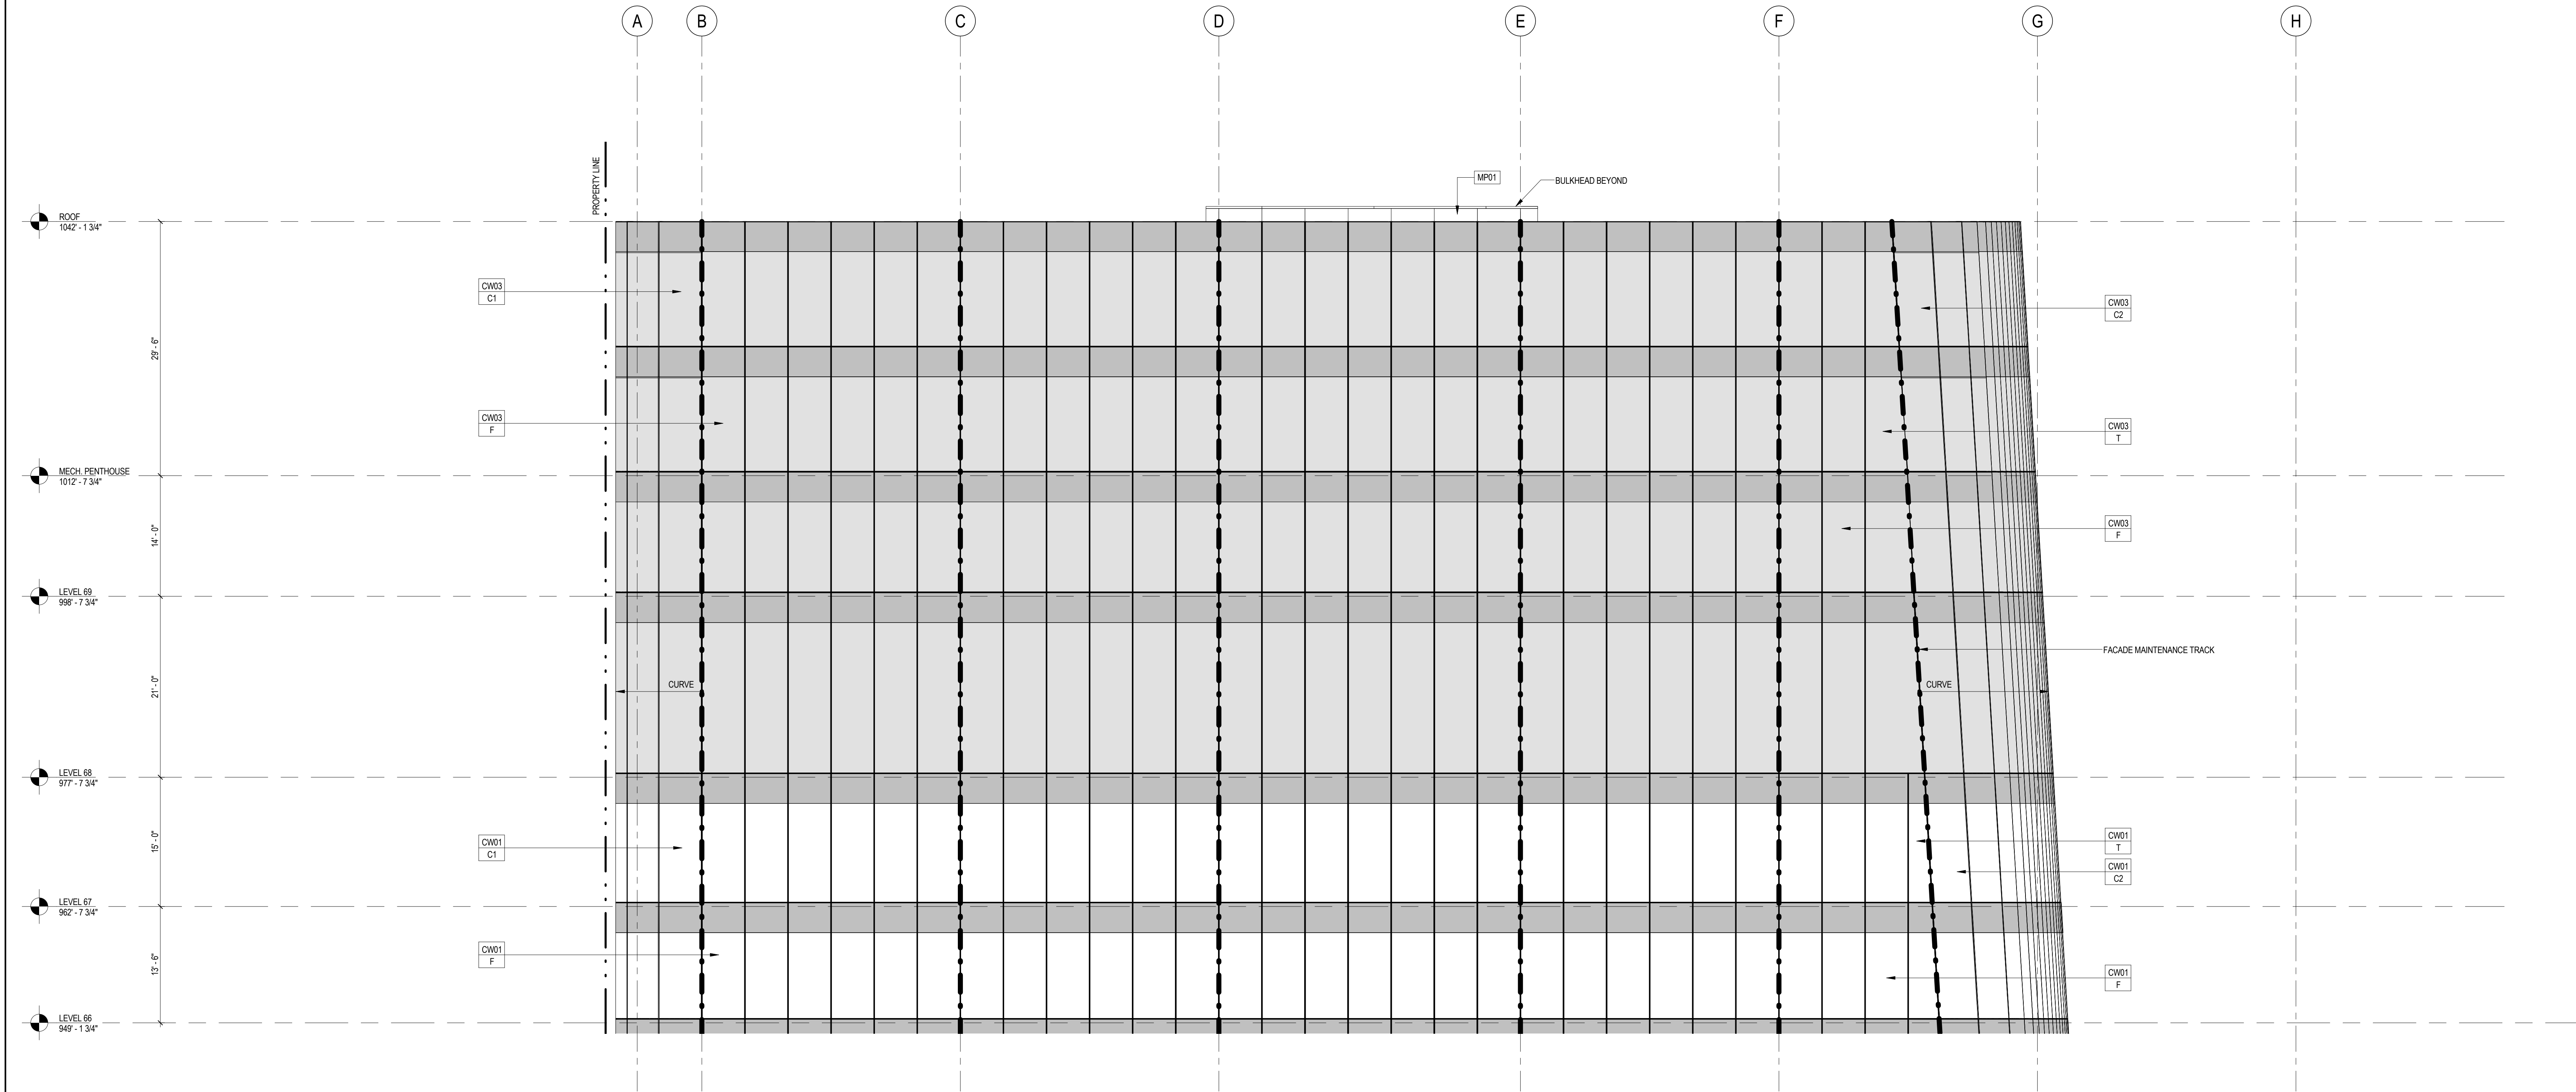 A
B
C
D
E
F
G
H
PROPERTY LINE
MP01
BULKHEAD BEYOND
ROOF
1042' - 1 3/4"
CW03
C1
CW03
C2
29' - 6"
CW03
F
CW03
T
MECH. PENTHOUSE
1012' - 7 3/4"
14' - 0"
CW03
F
LEVEL 69
998' - 7 3/4"
FACADE MAINTENANCE TRACK
21' - 0"
CURVE
CURVE
LEVEL 68
977' - 7 3/4"
15' - 0"
CW01
C1
CW01
T
CW01
C2
LEVEL 67
962' - 7 3/4"
13' - 6"
CW01
F
CW01
F
LEVEL 66
949' - 1 3/4"